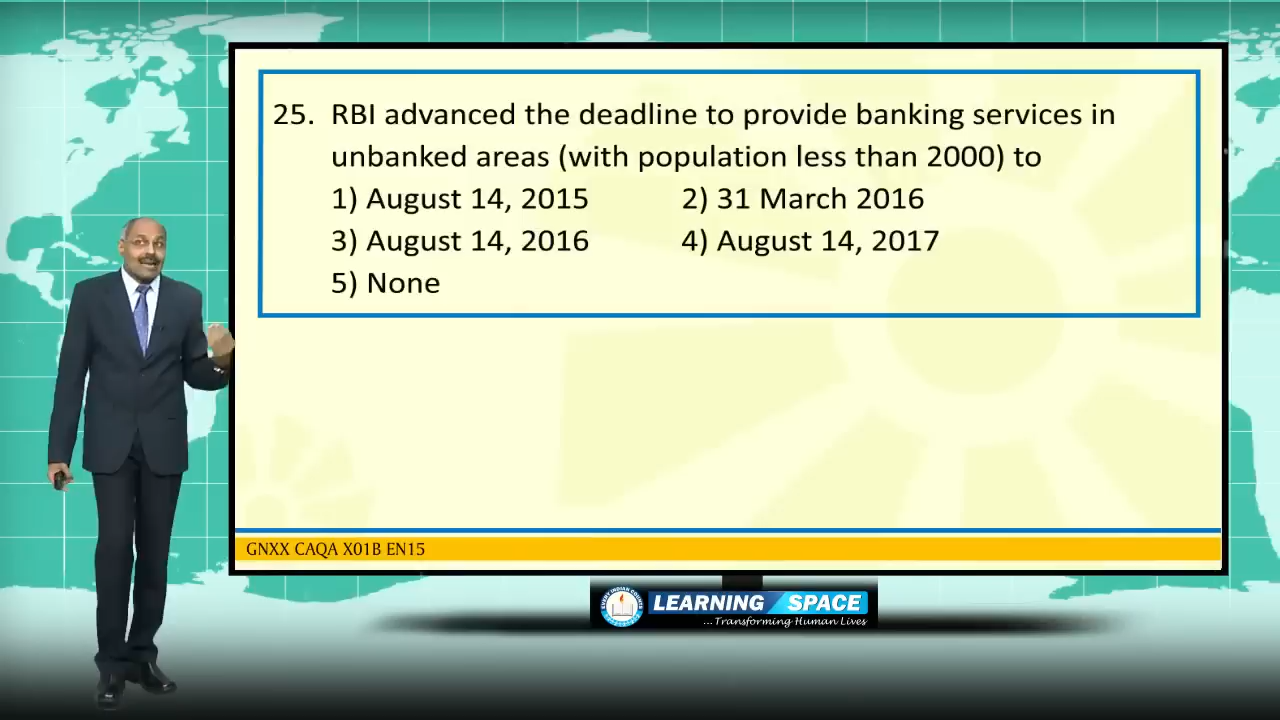 25. RBI advanced the deadline to provide banking services in
unbanked areas (with population less than 2000) to
1) August 14, 2015 2) 31 March 2016
3) August 14, 2016 4) August 14, 2017
5) None
GNXX CAQA X01B EN15
LEARNING SPACE
...Transforming Human Lives